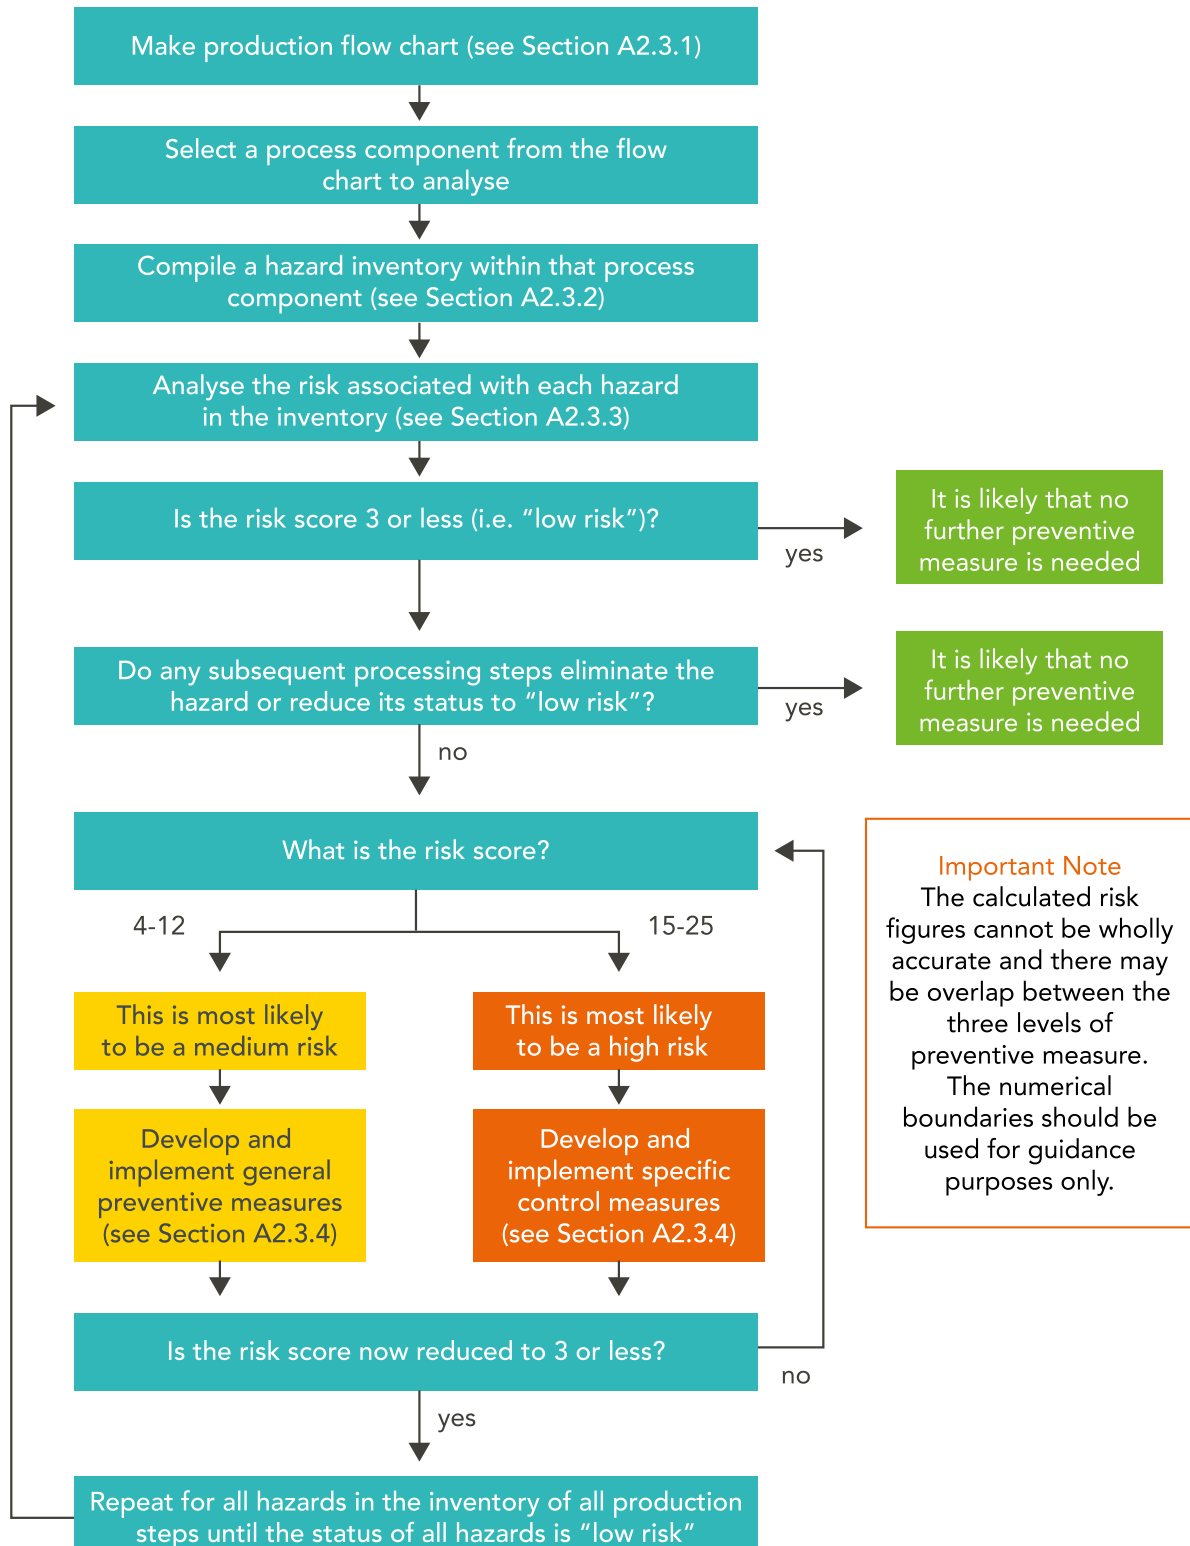 Make production flow chart (see Section A2.3.1)
Select a process component from the flow
chart to analyse
Compile a hazard inventory within that process
component (see Section A2.3.2)
Analyse the risk associated with each hazard
in the inventory (see Section A2.3.3)
Is the risk score 3 or less (i.e. “low risk”)?
yes
It is likely that no
further preventive
measure is needed
Do any subsequent processing steps eliminate the
hazard or reduce its status to “low risk”?
yes
It is likely that no
further preventive
measure is needed
no
What is the risk score?
4-12
15-25
This is most likely
to be a medium risk
This is most likely
to be a high risk
Develop and
implement general
preventive measures
(see Section A2.3.4)
Develop and
implement specific
control measures
(see Section A2.3.4)
Important Note
The calculated risk
figures cannot be wholly
accurate and there may
be overlap between the
three levels of
preventive measure.
The numerical
boundaries should be
used for guidance
purposes only.
Is the risk score now reduced to 3 or less?
no
yes
Repeat for all hazards in the inventory of all production
steps until the status of all hazards is “low risk”